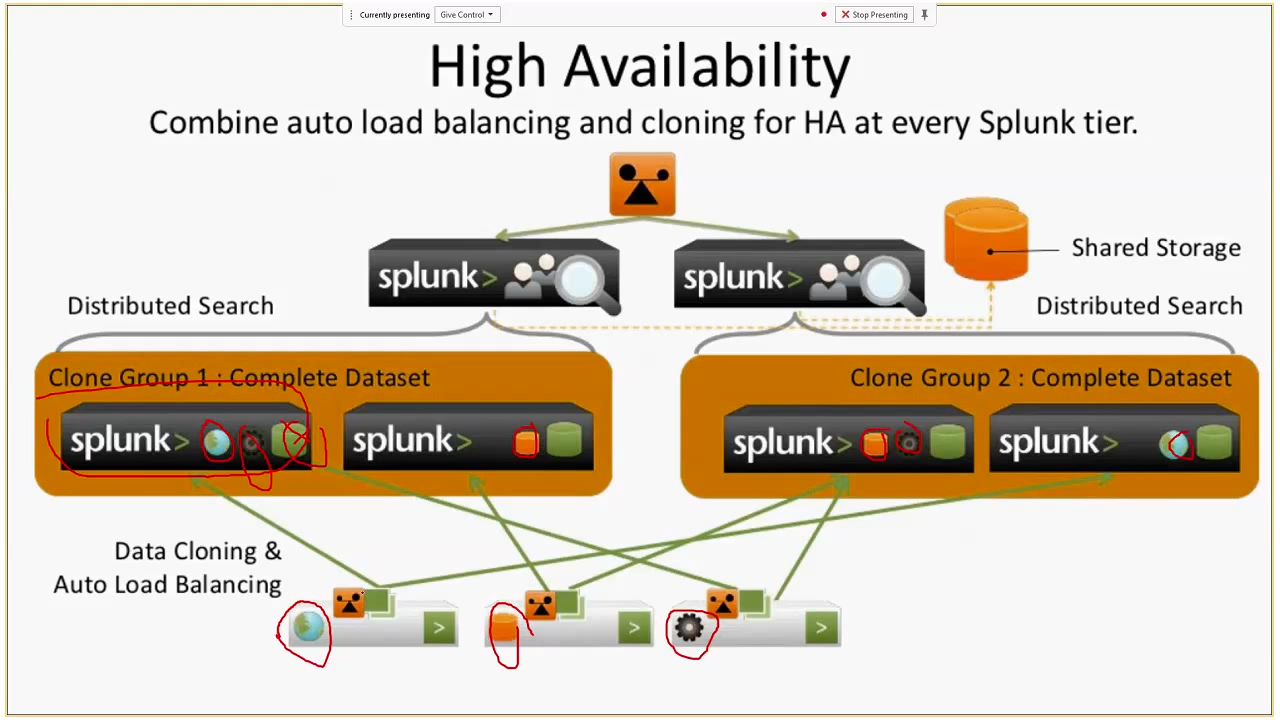 Currently presenting Give Control Stop Presenting
High Availability
Combine auto load balancing and cloning for HA at every Splunk tier.
splunk> splunk>
Shared Storage
Distributed Search Distributed Search
Clone Group 1 : Complete Dataset Clone Group 2 : Complete Dataset
splunk> splunk> splunk> splunk>
Data Cloning &
Auto Load Balancing
> > >